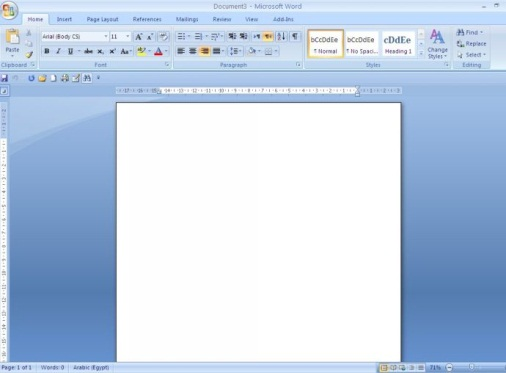 Document3 - Microsoft Word
Home Insert Page Layout References Mailings Review View Add-Ins
Arial (Body CS) 11
Paste
B I U abc x₂ x² Aa A
bCcDdEe bCcDdEe cDdEe
¶ Normal ¶ No Spaci... Heading 1
Change Styles
Find
Replace
Select
Clipboard Font Paragraph Styles Editing
Page: 1 of 1 Words: 0 Arabic (Egypt) 71%